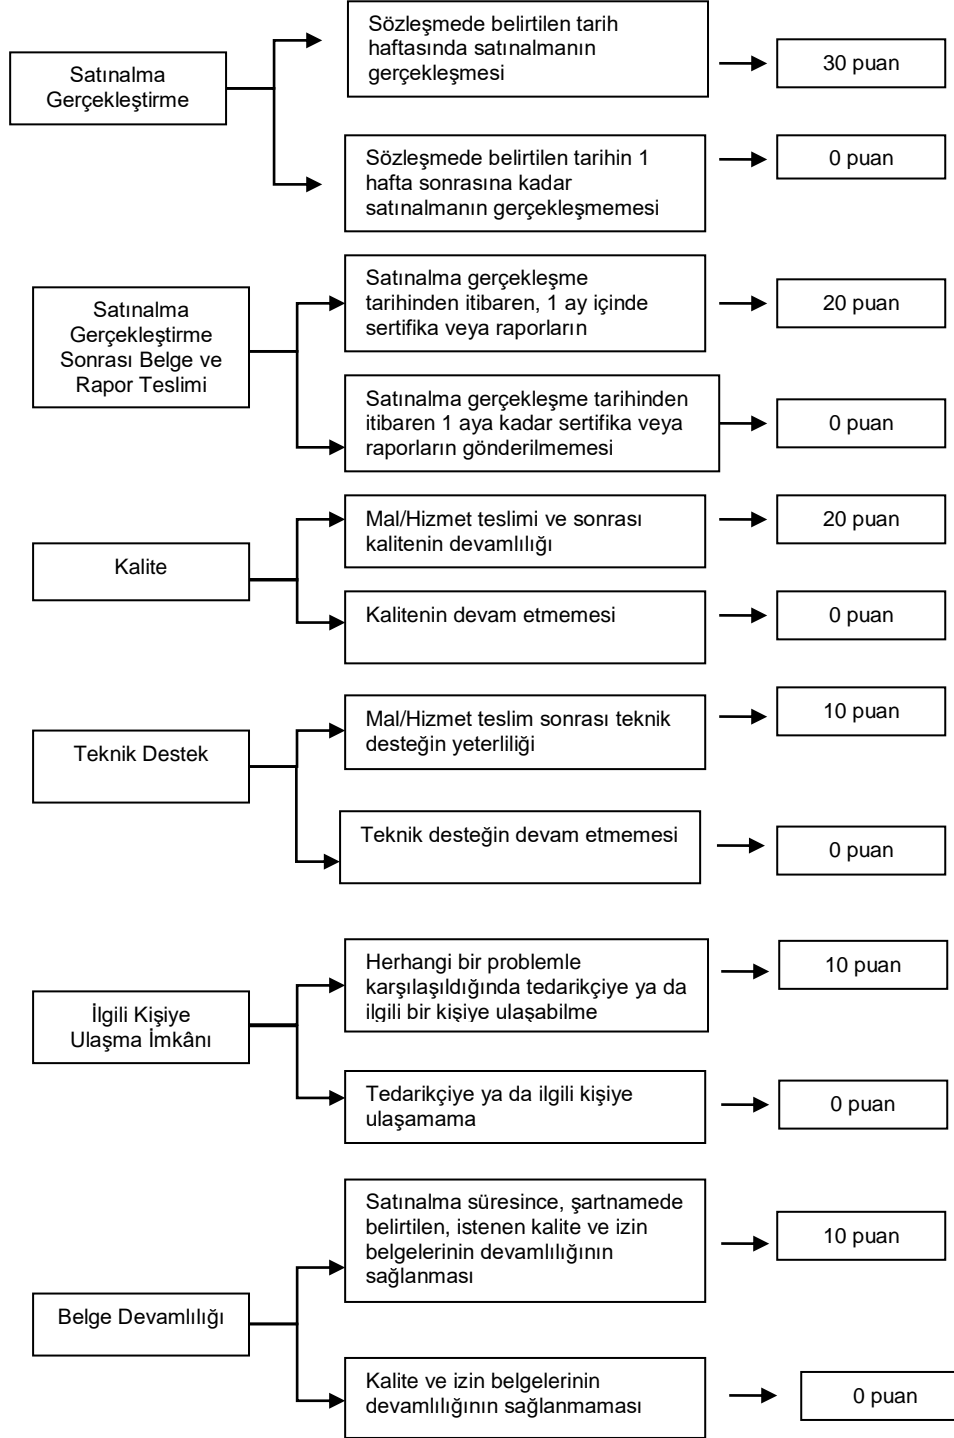 Sözleşmede belirtilen tarih
haftasında satınalmanın
gerçekleşmesi
30 puan
Satınalma
Gerçekleştirme
Sözleşmede belirtilen tarihin 1
hafta sonrasına kadar
satınalmanın gerçekleşmemesi
0 puan
Satınalma gerçekleşme
tarihinden itibaren, 1 ay içinde
sertifika veya raporların
20 puan
Satınalma
Gerçekleştirme
Sonrası Belge ve
Rapor Teslimi
Satınalma gerçekleşme tarihinden
itibaren 1 aya kadar sertifika veya
raporların gönderilmemesi
0 puan
Mal/Hizmet teslimi ve sonrası
kalitenin devamlılığı
20 puan
Kalite
Kalitenin devam etmemesi
0 puan
Mal/Hizmet teslim sonrası teknik
desteğin yeterliliği
10 puan
Teknik Destek
Teknik desteğin devam etmemesi
0 puan
Herhangi bir problemle
karşılaşıldığında tedarikçiye ya da
ilgili bir kişiye ulaşabilme
10 puan
İlgili Kişiye
Ulaşma İmkânı
Tedarikçiye ya da ilgili kişiye
ulaşamama
0 puan
Satınalma süresince, şartnamede
belirtilen, istenen kalite ve izin
belgelerinin devamlılığının
sağlanması
10 puan
Belge Devamlılığı
Kalite ve izin belgelerinin
devamlılığının sağlanmaması
0 puan